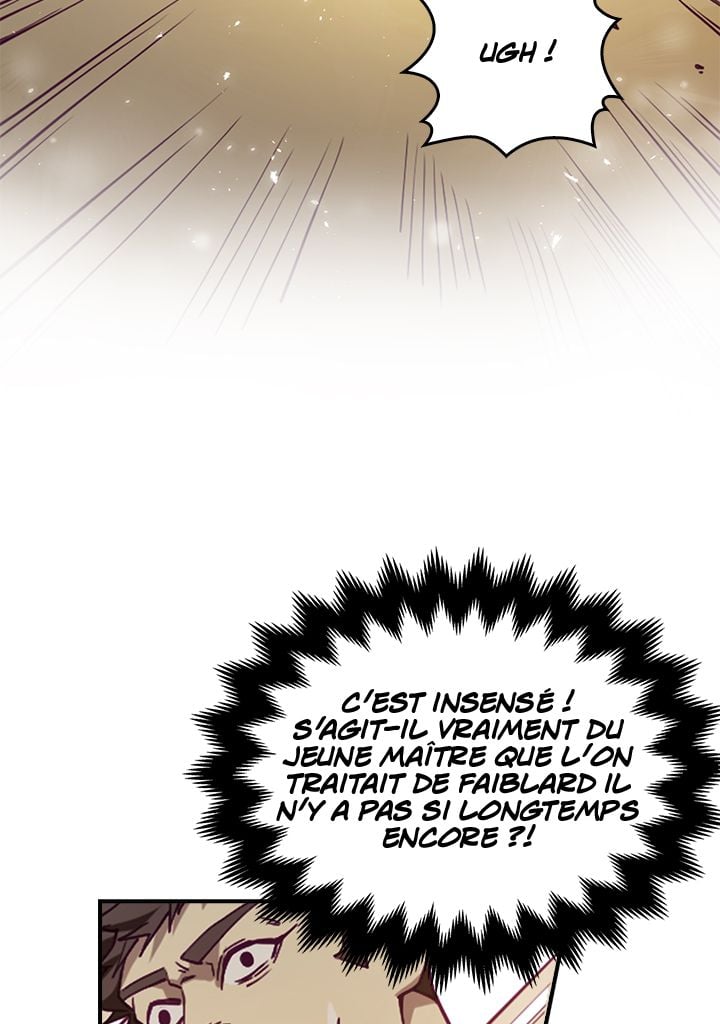 UGH !
C'EST INSENSÉ !
S'AGIT-IL VRAIMENT DU
JEUNE MAÎTRE QUE L'ON
TRAITAIT DE FAIBLARD IL
N'Y A PAS SI LONGTEMPS
ENCORE ?!